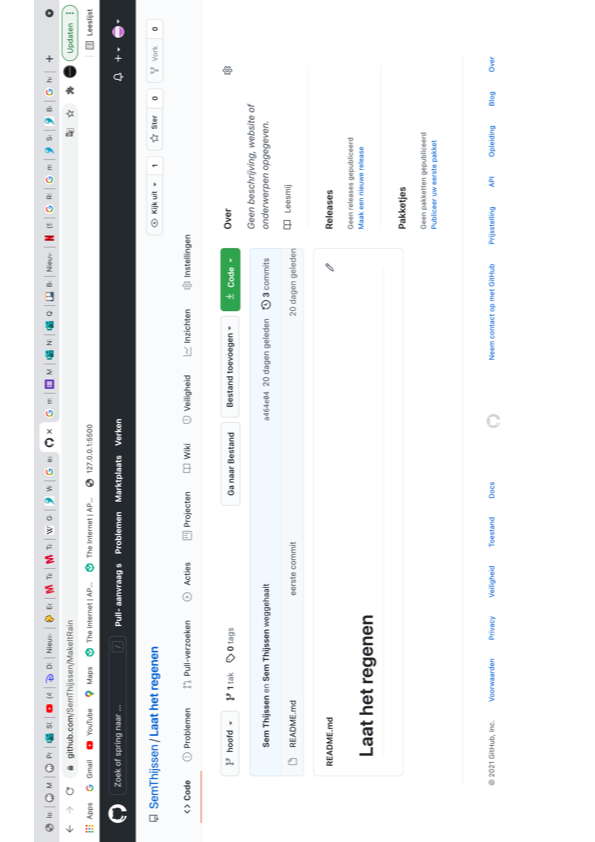 github.com/SemThijssen/MakeItRain
Updaten
Apps
Gmail
YouTube
Maps
The Internet | AP...
The Internet | AP...
127.0.0.1:5500
Leeslijst
Zoek of spring naar ...
/
Pull- aanvraag s
Problemen
Marktplaats
Verken
SemThijssen / Laat het regenen
Kijk uit
1
Ster
0
Vork
0
Code
Problemen
Pull-verzoeken
Acties
Projecten
Wiki
Veiligheid
Inzichten
Instellingen
hoofd
1 tak
0 tags
Ga naar Bestand
Bestand toevoegen
Code
Sem Thijssen en Sem Thijssen weggehaalt
a464e04 20 dagen geleden
3 commits
README.md
eerste commit
20 dagen geleden
README.md
Laat het regenen
Over
Geen beschrijving, website of
onderwerpen opgegeven.
Leesmij
Releases
Geen releases gepubliceerd
Maak een nieuwe release
Pakketjes
Geen pakketten gepubliceerd
Publiceer uw eerste pakket
© 2021 GitHub, Inc.
Voorwaarden
Privacy
Veiligheid
Toestand
Docs
Neem contact op met GitHub
Prijsstelling
API
Opleiding
Blog
Over